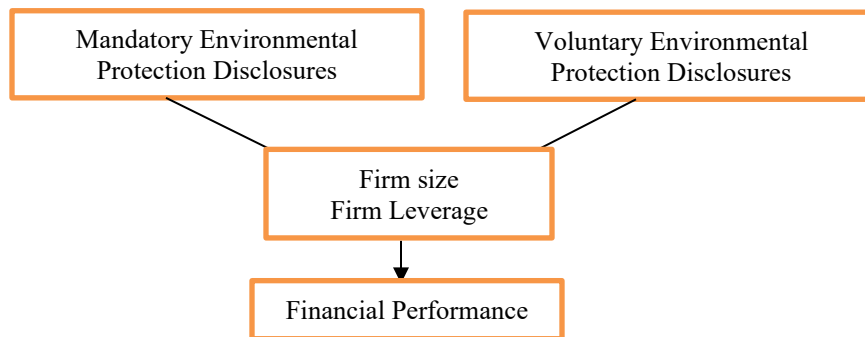 Mandatory Environmental
Protection Disclosures
Voluntary Environmental
Protection Disclosures
Firm size
Firm Leverage
Financial Performance